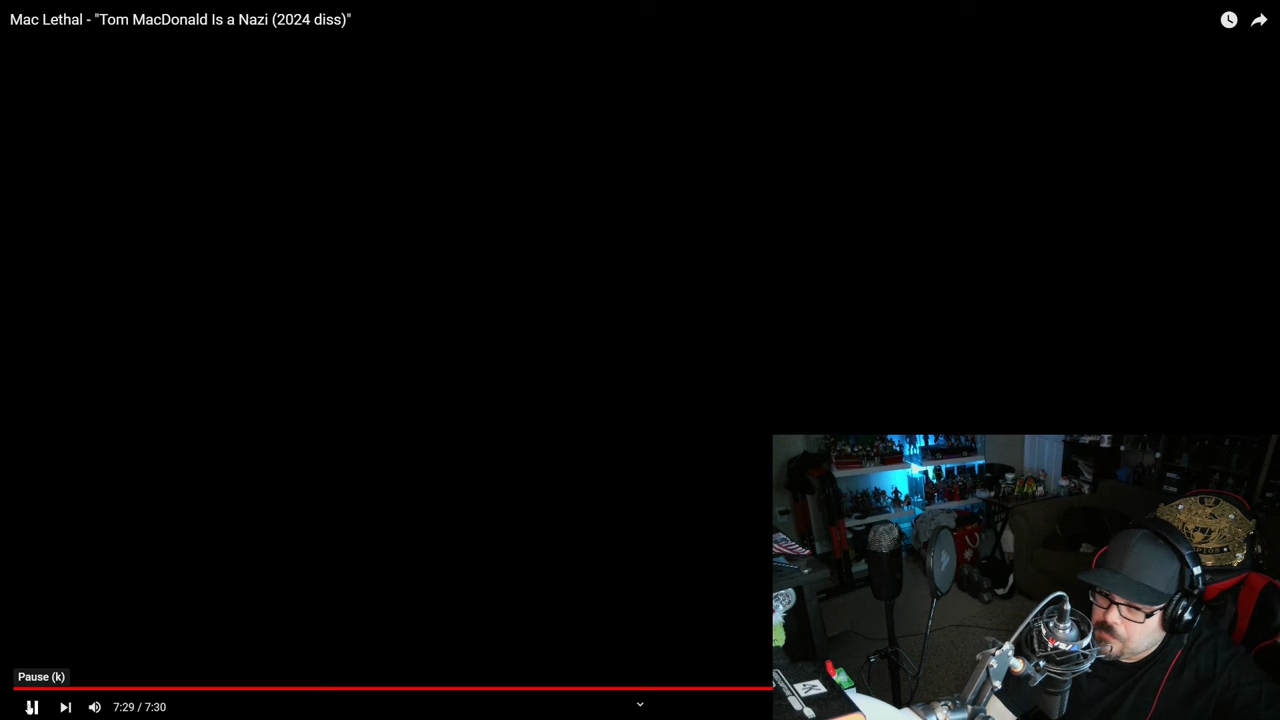 Mac Lethal - "Tom MacDonald Is a Nazi (2024 diss)"
Pause (k)
7:29 / 7:30